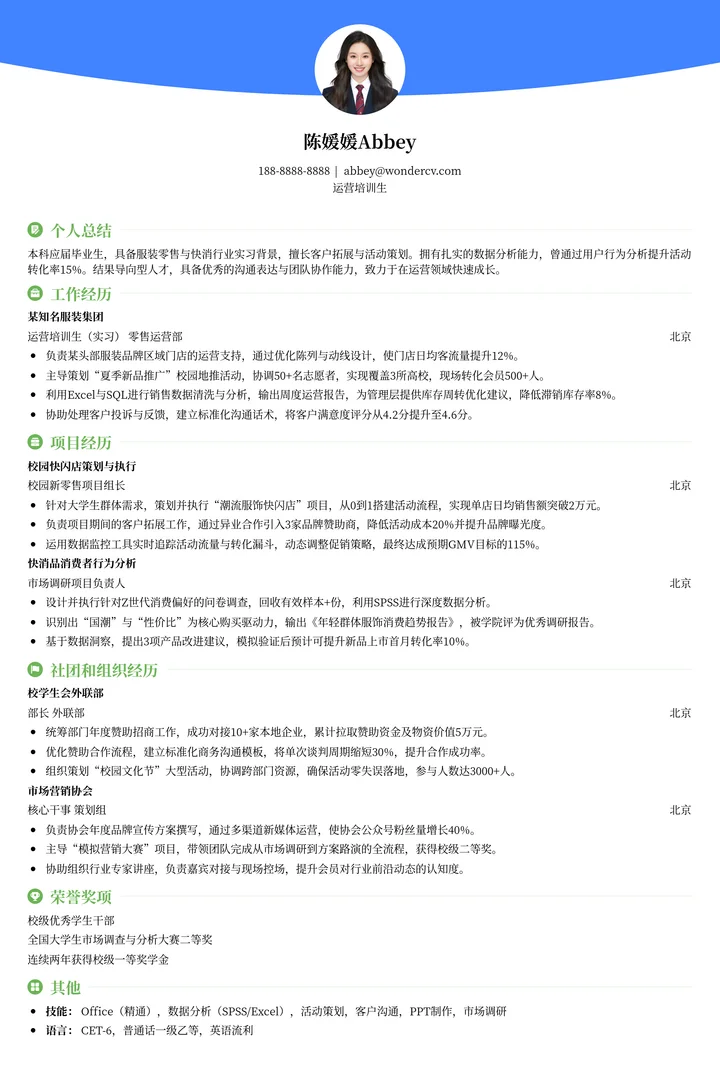 陈媛媛Abbey
188-8888-8888 | abbey@wondercv.com
运营培训生
个人总结
本科应届毕业生，具备服装零售与快消行业实习背景，擅长客户拓展与活动策划。拥有扎实的数据分析能力，曾通过用户行为分析提升活动
转化率15%。结果导向型人才，具备优秀的沟通表达与团队协作能力，致力于在运营领域快速成长。
工作经历
某知名服装集团
运营培训生（实习） 零售运营部 北京
• 负责某头部服装品牌区域门店的运营支持，通过优化陈列与动线设计，使门店日均客流量提升12%。
• 主导策划“夏季新品推广”校园地推活动，协调50+名志愿者，实现覆盖3所高校，现场转化会员500+人。
• 利用Excel与SQL进行销售数据清洗与分析，输出周度运营报告，为管理层提供库存周转优化建议，降低滞销库存率8%。
• 协助处理客户投诉与反馈，建立标准化沟通话术，将客户满意度评分从4.2分提升至4.6分。
项目经历
校园快闪店策划与执行
校园新零售项目组长 北京
• 针对大学生群体需求，策划并执行“潮流服饰快闪店”项目，从0到1搭建活动流程，实现单店日均销售额突破2万元。
• 负责项目期间的客户拓展工作，通过异业合作引入3家品牌赞助商，降低活动成本20%并提升品牌曝光度。
• 运用数据监控工具实时追踪活动流量与转化漏斗，动态调整促销策略，最终达成预期GMV目标的115%。
快消品消费者行为分析
市场调研项目负责人 北京
• 设计并执行针对Z世代消费偏好的问卷调查，回收有效样本+份，利用SPSS进行深度数据分析。
• 识别出“国潮”与“性价比”为核心购买驱动力，输出《年轻群体服饰消费趋势报告》，被学院评为优秀调研报告。
• 基于数据洞察，提出3项产品改进建议，模拟验证后预计可提升新品上市首月转化率10%。
社团和组织经历
校学生会外联部
部长 外联部 北京
• 统筹部门年度赞助招商工作，成功对接10+家本地企业，累计拉取赞助资金及物资价值5万元。
• 优化赞助合作流程，建立标准化商务沟通模板，将单次谈判周期缩短30%，提升合作成功率。
• 组织策划“校园文化节”大型活动，协调跨部门资源，确保活动零失误落地，参与人数达3000+人。
市场营销协会
核心干事 策划组 北京
• 负责协会年度品牌宣传方案撰写，通过多渠道新媒体运营，使协会公众号粉丝量增长40%。
• 主导“模拟营销大赛”项目，带领团队完成从市场调研到方案路演的全流程，获得校级二等奖。
• 协助组织行业专家讲座，负责嘉宾对接与现场控场，提升会员对行业前沿动态的认知度。
荣誉奖项
校级优秀学生干部
全国大学生市场调查与分析大赛二等奖
连续两年获得校级一等奖学金
其他
• 技能： Office（精通），数据分析（SPSS/Excel），活动策划，客户沟通，PPT制作，市场调研
• 语言： CET-6，普通话一级乙等，英语流利